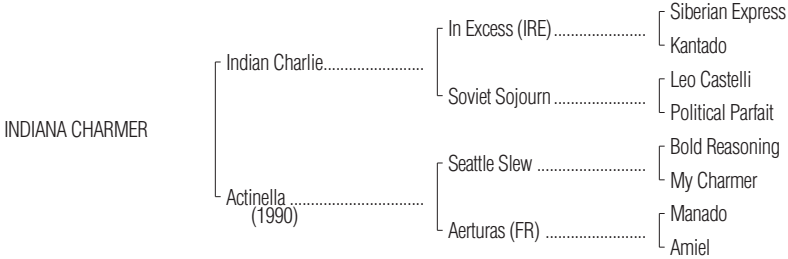 Siberian Express
In Excess (IRE)......................
Kantado
Indian Charlie........................
Leo Castelli
Soviet Sojourn ......................
Political Parfait
INDIANA CHARMER
Bold Reasoning
Seattle Slew ..........................
My Charmer
Actinella ................................
(1990)
Manado
Aerturas (FR) ........................
Amiel